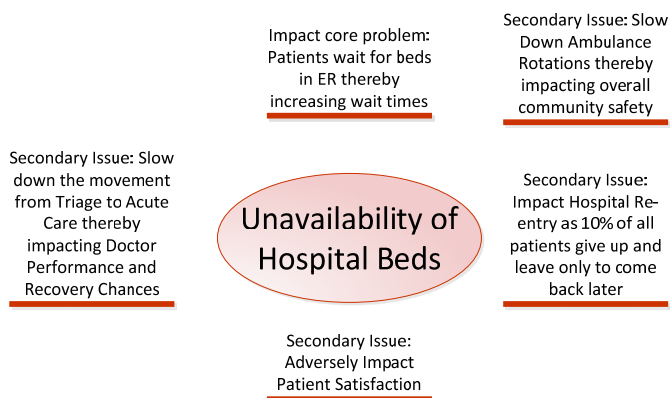 Impact core problem:
Patients wait for beds
in ER thereby
increasing wait times
Secondary Issue: Slow
Down Ambulance
Rotations thereby
impacting overall
community safety
Secondary Issue: Slow
down the movement
from Triage to Acute
Care thereby
impacting Doctor
Performance and
Recovery Chances
Unavailability of
Hospital Beds
Secondary Issue:
Impact Hospital Re-
entry as 10% of all
patients give up and
leave only to come
back later
Secondary Issue:
Adversely Impact
Patient Satisfaction